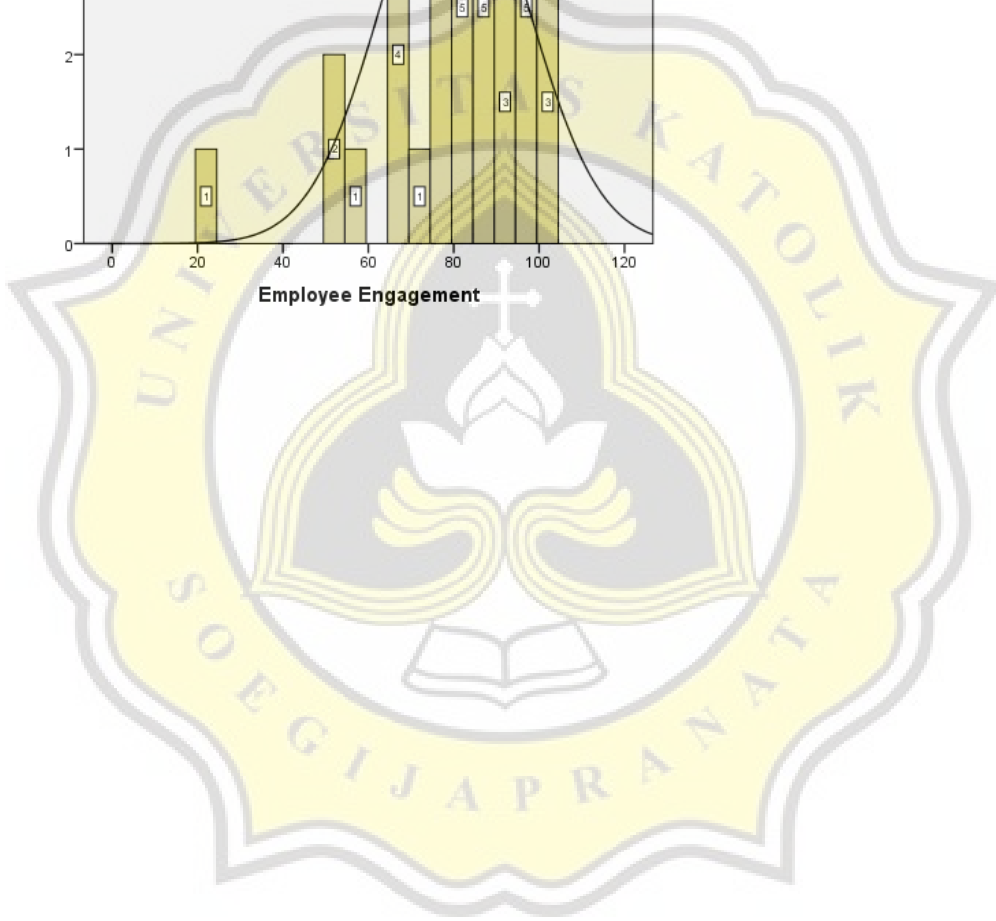 5 5 5
2
4
3 3
1
2
1 1 1
0
0 20 40 60 80 100 120
Employee Engagement
UNIVERSITAS KATOLIK
SOEGIJAPRANATA